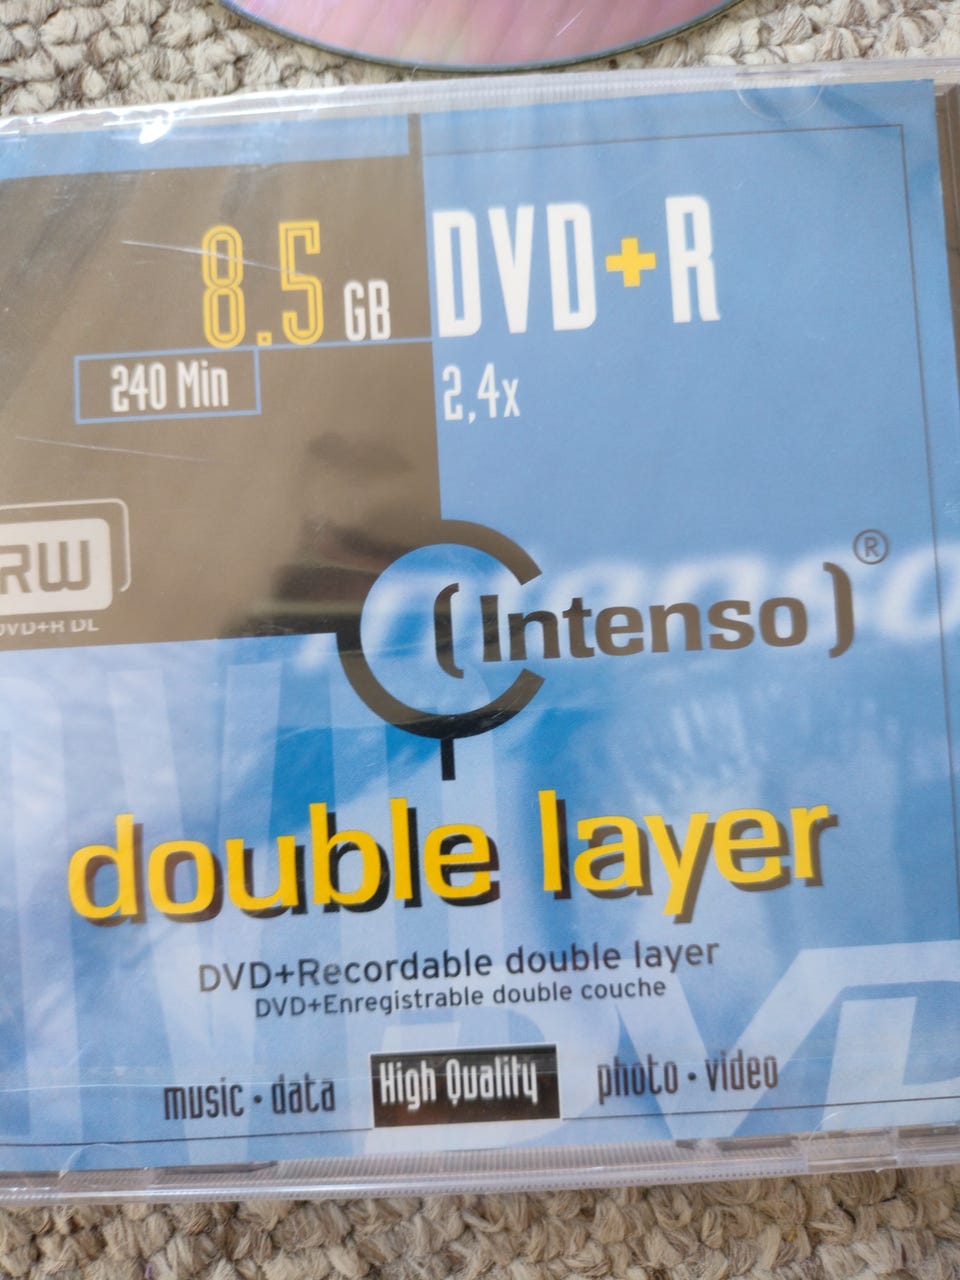 8.5 GB
DVD+R
240 Min
2,4x
RW
DVD+R DL
(Intenso)®
double layer
DVD+Recordable double layer
DVD+Enregistrable double couche
music · data
High Quality
photo · video